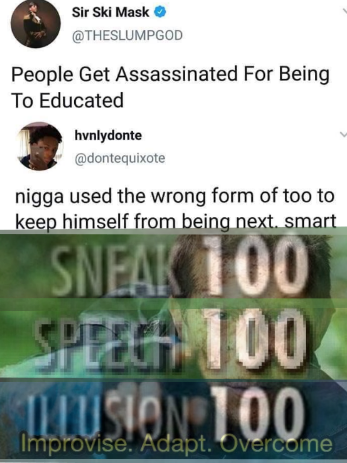 Sir Ski Mask
@THESLUMPGOD
People Get Assassinated For Being
To Educated
hvnlydonte
@dontequixote
nigga used the wrong form of too to
keep himself from being next. smart
SNEAK 100
SPEECH 100
ILLUSION 100
Improvise. Adapt. Overcome